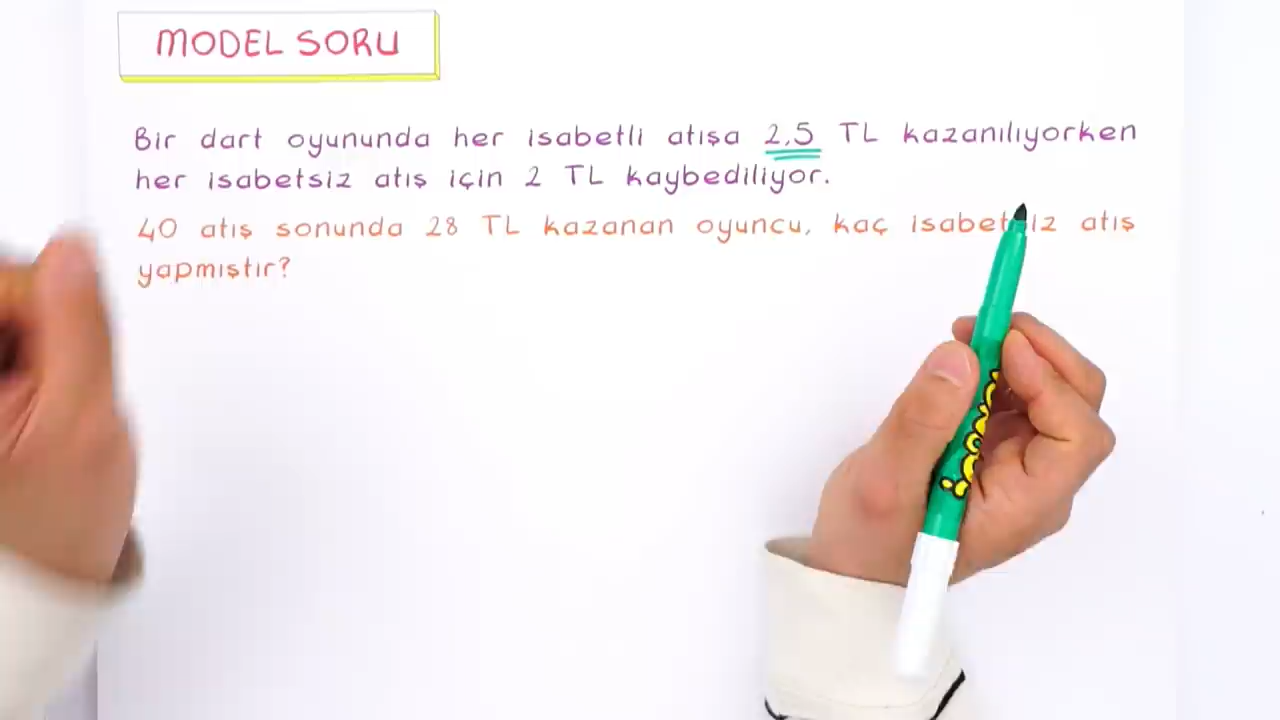 MODEL SORU
Bir dart oyununda her isabetli atışa 2,5 TL kazanılıyorken
her isabetsiz atış için 2 TL kaybediliyor.
40 atış sonunda 28 TL kazanan oyuncu, kaç isabetsiz atış
yapmıştır?